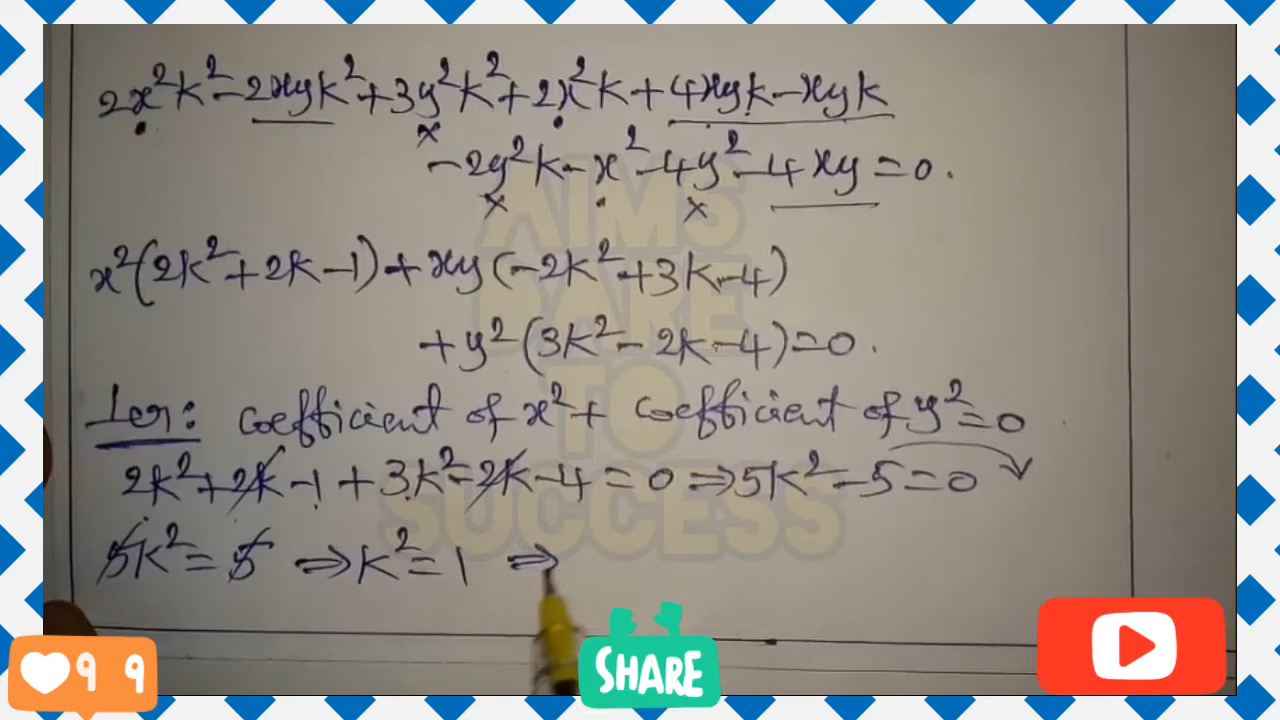 2x²k²-2xyk²+3y²k²+2x²k+4xyk-xyk
-2y²k-x²-4y²-4xy=0.
x²(2k²+2k-1)+xy(-2k²+3k-4)
+y²(3k²-2k-4)=0.
Ler: coefficient of x²+ coefficient of y²=0
2k²+2k-1+3k²-2k-4=0⇒5k²-5=0
5k²=5 ⇒k²=1 ⇒
AIMS
DARE
TO
SUCCESS
99
SHARE